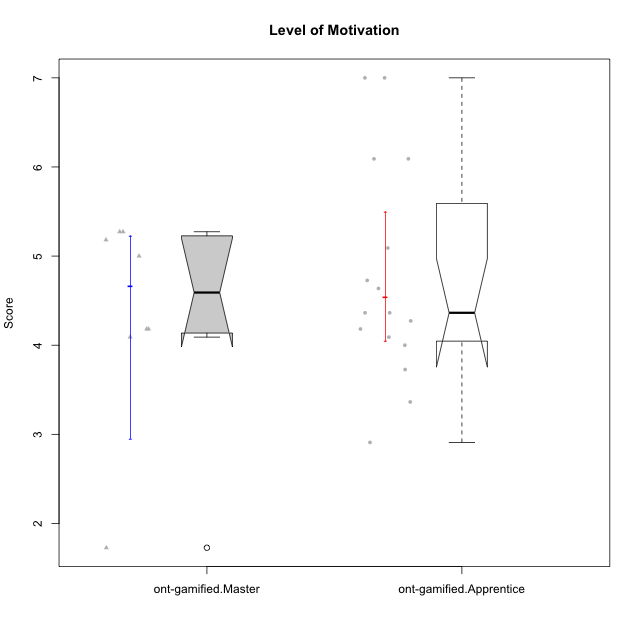 Level of Motivation
Score
7
6
5
4
3
2
ont-gamified.Master
ont-gamified.Apprentice